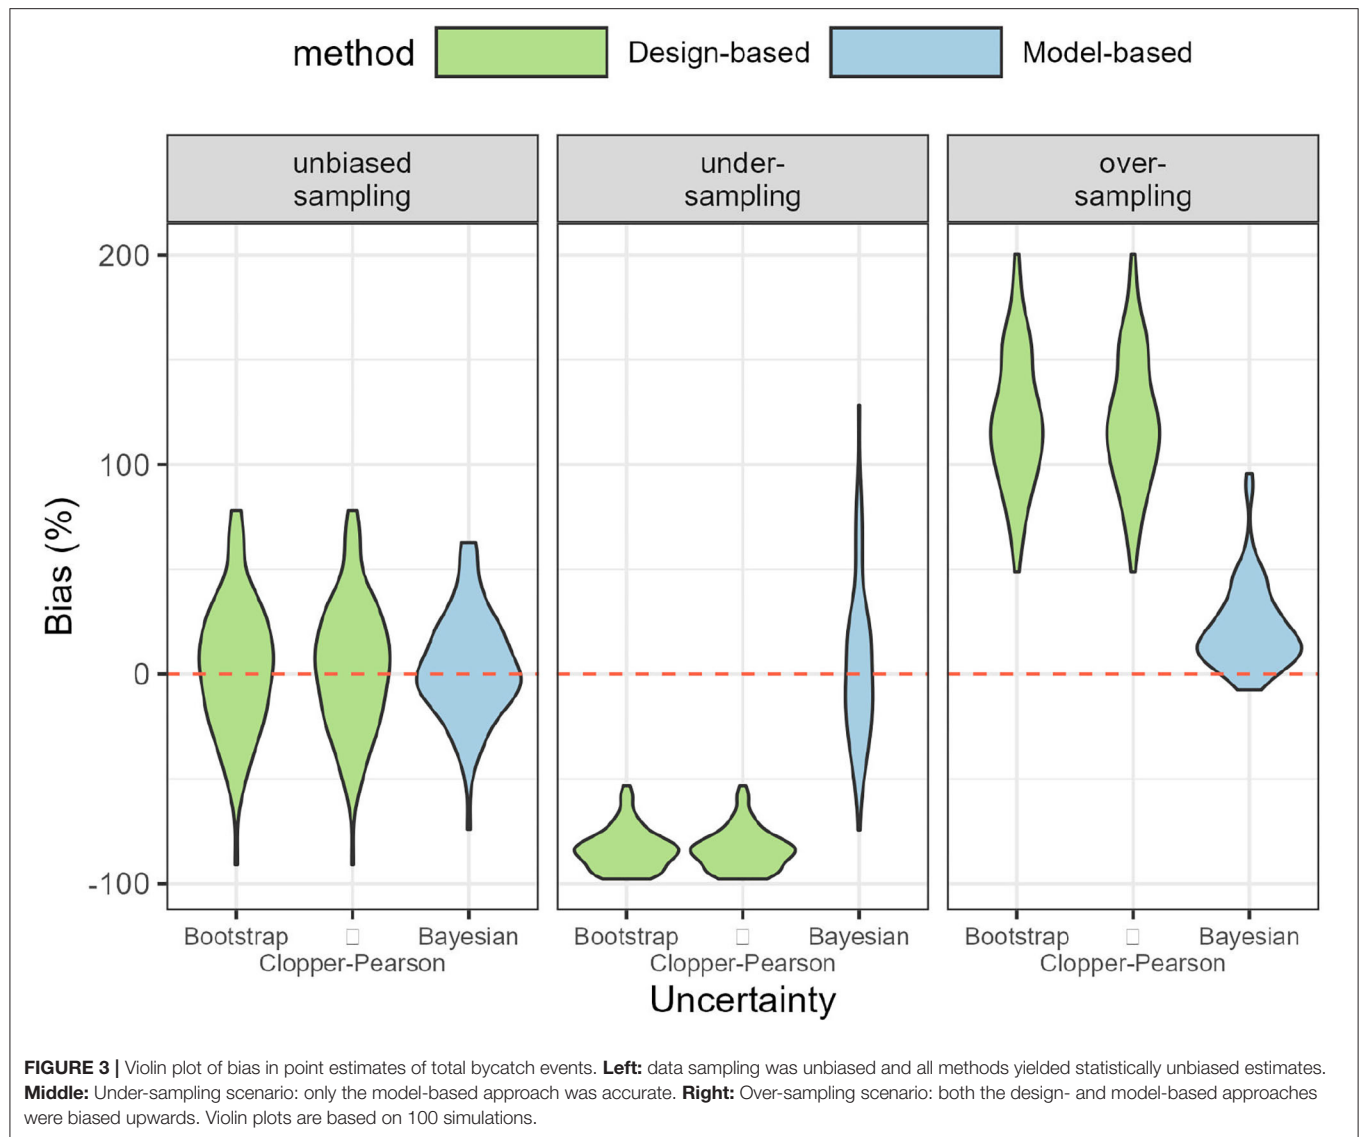 method Design-based Model-based
unbiased sampling
under-sampling
over-sampling
200
100
0
-100
Bias (%)
Bootstrap □ Bayesian Bootstrap □ Bayesian Bootstrap □ Bayesian
Clopper-Pearson Clopper-Pearson Clopper-Pearson
Uncertainty
FIGURE 3 | Violin plot of bias in point estimates of total bycatch events. Left: data sampling was unbiased and all methods yielded statistically unbiased estimates.
Middle: Under-sampling scenario: only the model-based approach was accurate. Right: Over-sampling scenario: both the design- and model-based approaches
were biased upwards. Violin plots are based on 100 simulations.